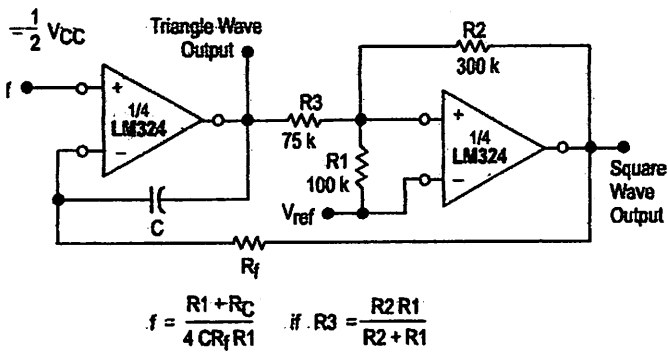 = 1/2 VCC
Triangle Wave
Output
R2
300 k
f
+
1/4
LM324
−
R3
75 k
+
1/4
LM324
−
R1
100 k
Square
Wave
Output
C
Vref
Rf
f = R1 + RC / 4 CRf R1 if R3 = R2 R1 / R2 + R1